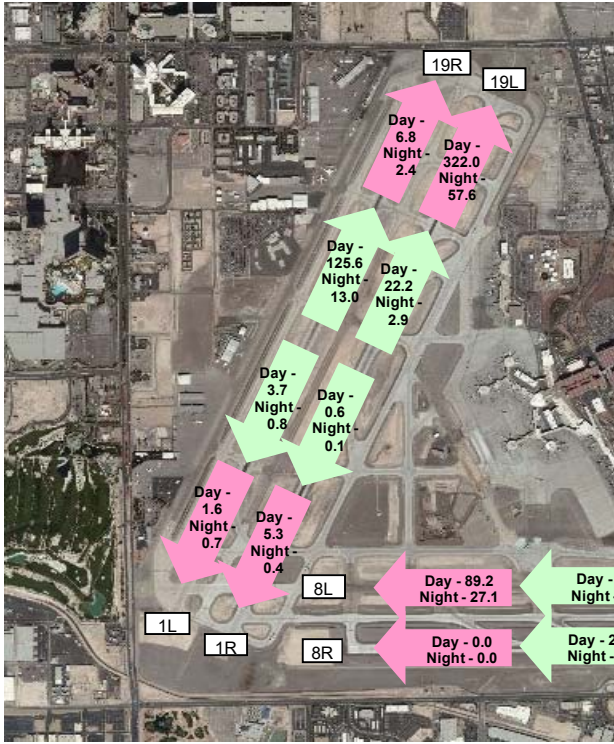 19R
19L
Day -
6.8
Night -
2.4
Day -
322.0
Night -
57.6
Day -
125.6
Night -
13.0
Day -
22.2
Night -
2.9
Day -
3.7
Night -
0.8
Day -
0.6
Night -
0.1
Day -
1.6
Night -
0.7
Day -
5.3
Night -
0.4
8L
Day - 89.2
Night - 27.1
Day -
Night -
1L
1R
8R
Day - 0.0
Night - 0.0
Day - 2
Night -